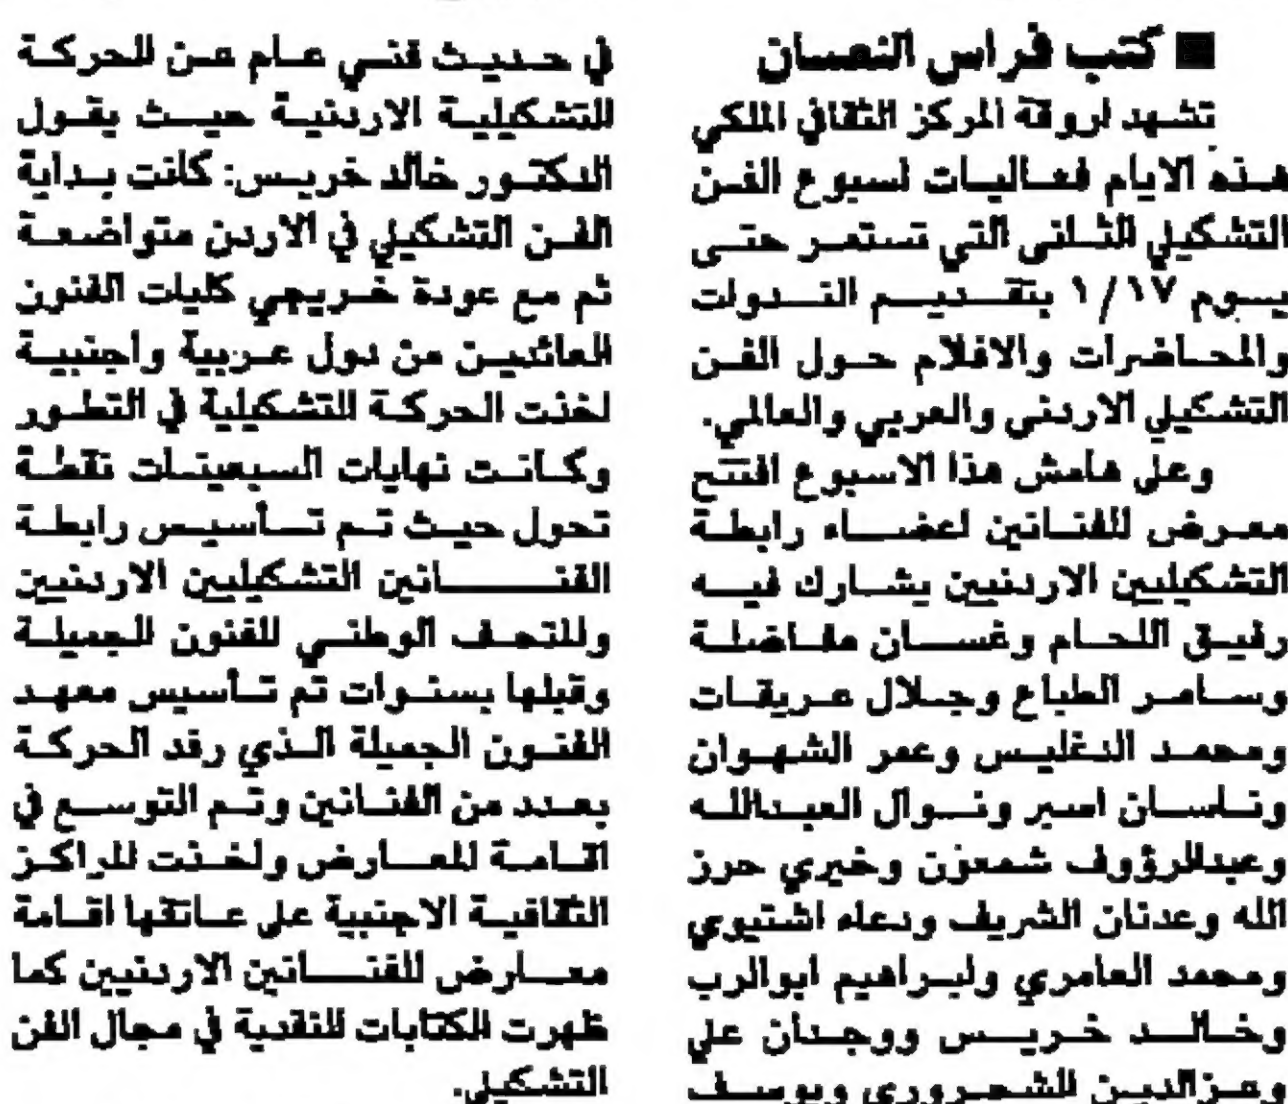 ■ كتب فراس النعسان
تشهد اروقة المركز الثقافي الملكي
هذه الايام فعاليات اسبوع الفن
التشكيلي الثاني التي تستمر حتى
يوم ١/١٧ بتقديم الندوات
والمحاضرات والافلام حول الفن
التشكيلي الاردني والعربي والعالمي.
وعلى هامش هذا الاسبوع افتتح
معرض للفنانين اعضاء رابطة
التشكيليين الاردنيين يشارك فيه
رفيق اللحام وغسان مفاضلة
وسامر الطباع وجلال عريقات
ومحمد الدغليس وعمر الشهوان
وناسان اسبر ونوال العبدالله
وعبدالرؤوف شمعون وخيري حرز
الله وعدنان الشريف ودعاء اشتيوي
ومحمد العامري وابراهيم ابوالرب
وخالد خريس ووجدان علي
وعزالدين الشحروري ويوسف
في حديث فني عام عن الحركة
التشكيلية الاردنية حيث يقول
الدكتور خالد خريس: كانت بداية
الفن التشكيلي في الاردن متواضعة
ثم مع عودة خريجي كليات الفنون
العائدين من دول عربية واجنبية
اخذت الحركة التشكيلية في التطور
وكانت نهايات السبعينات نقطة
تحول حيث تم تأسيس رابطة
الفنانين التشكيليين الاردنيين
والمتحف الوطني للفنون الجميلة
وقبلها بسنوات تم تأسيس معهد
الفنون الجميلة الذي رفد الحركة
بعدد من الفنانين وتم التوسع في
اقامة المعارض واخذت المراكز
الثقافية الاجنبية على عاتقها اقامة
معارض للفنانين الاردنيين كما
ظهرت الكتابات النقدية في مجال الفن
التشكيلي.